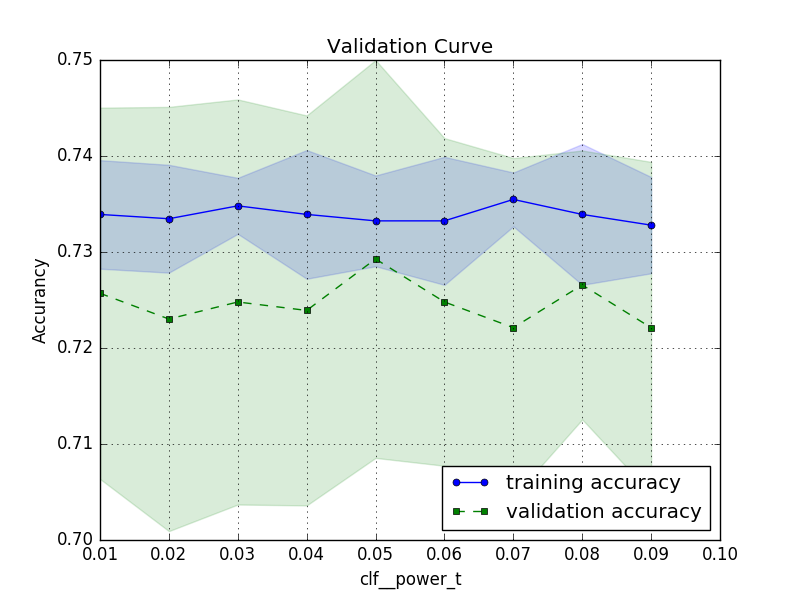 Validation Curve
0.75
0.74
0.73
0.72
0.71
0.70
Accurancy
training accuracy
validation accuracy
0.01 0.02 0.03 0.04 0.05 0.06 0.07 0.08 0.09 0.10
clf__power_t